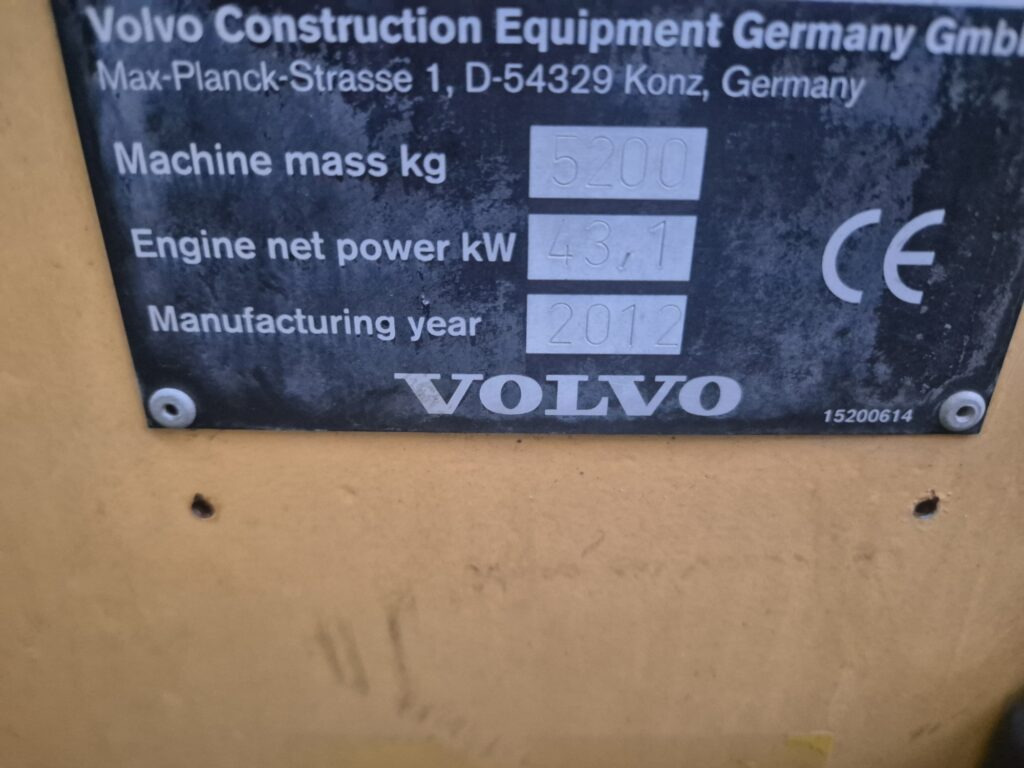 Volvo Construction Equipment Germany GmbH
Max-Planck-Strasse 1, D-54329 Konz, Germany
Machine mass kg 5200
Engine net power kW 43,1
Manufacturing year 2012
CE
VOLVO
15200614